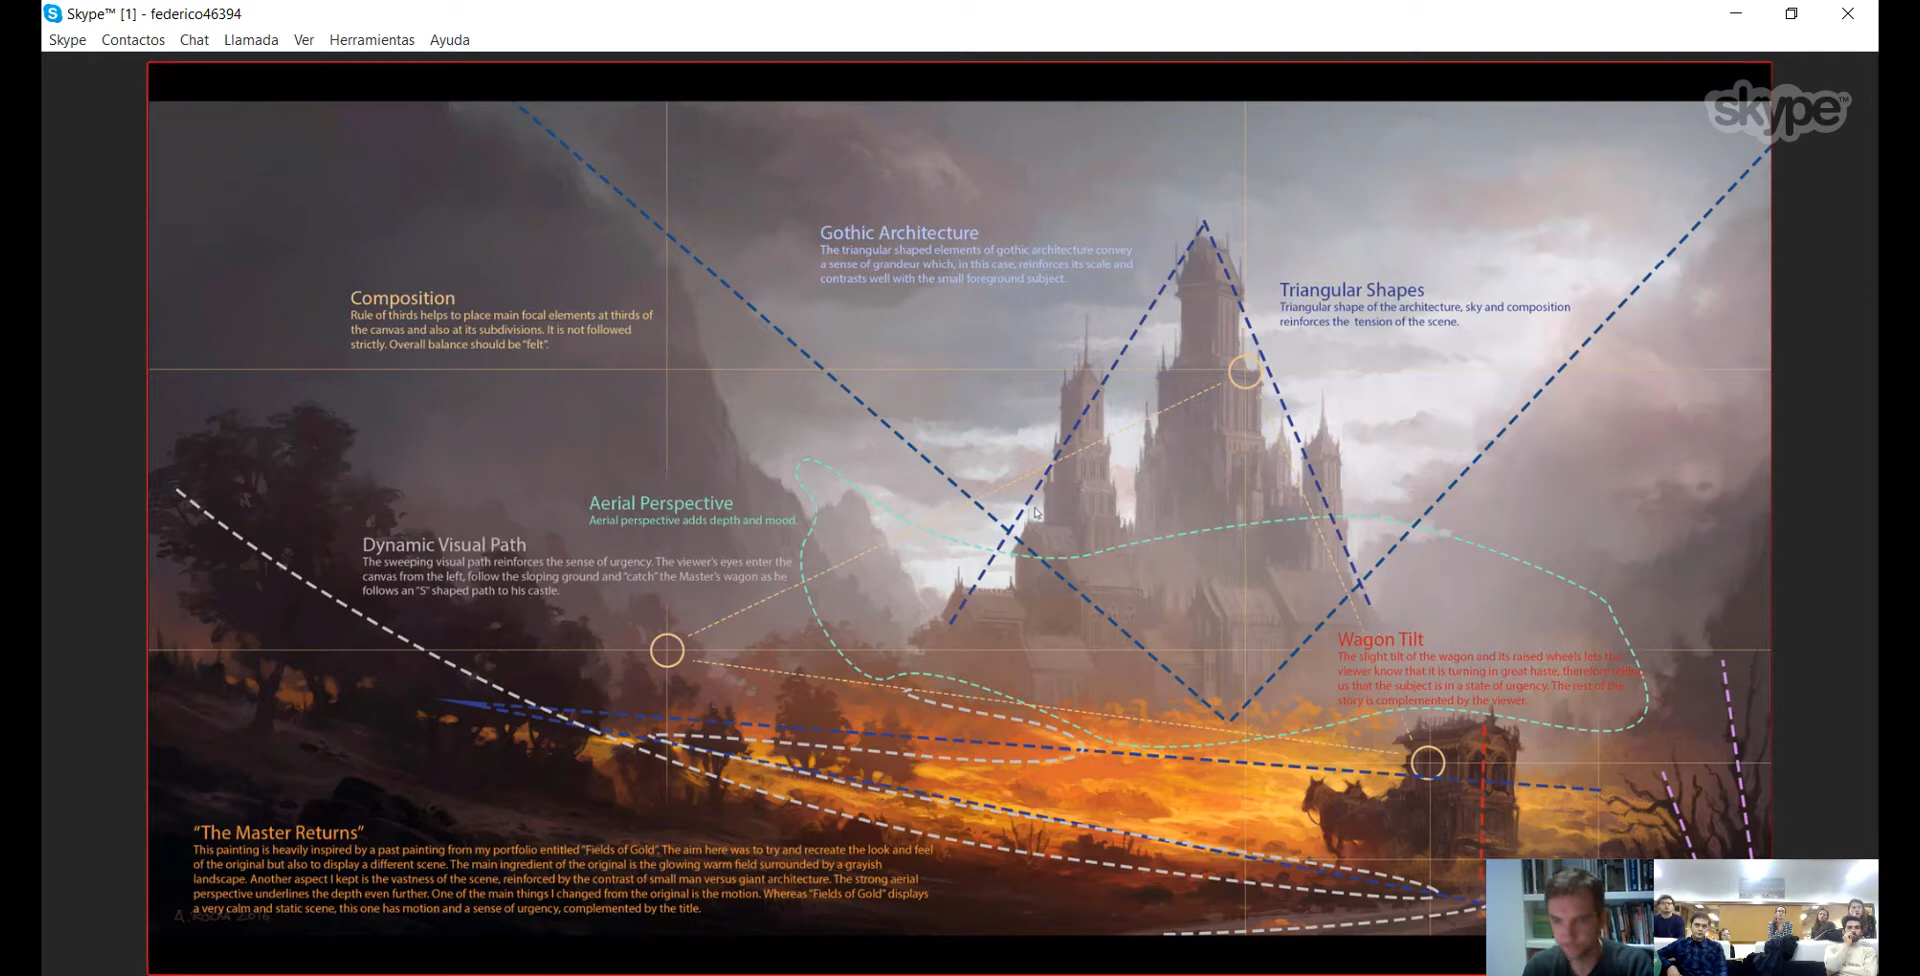 Skype™ [1] - federico46394
Skype Contactos Chat Llamada Ver Herramientas Ayuda
skype™
Gothic Architecture
The triangular shaped elements of gothic architecture convey
a sense of grandeur which, in this case, reinforces its scale and
contrasts well with the small foreground subject.
Composition
Rule of thirds helps to place main focal elements at thirds of
the canvas and also at its subdivisions. It is not followed
strictly. Overall balance should be "felt".
Triangular Shapes
Triangular shape of the architecture, sky and composition
reinforces the tension of the scene.
Aerial Perspective
Aerial perspective adds depth and mood.
Dynamic Visual Path
The sweeping visual path reinforces the sense of urgency. The viewer's eyes enter the
canvas from the left, follow the sloping ground and "catch" the Master's wagon as he
follows an "S" shaped path to his castle.
Wagon Tilt
The slight tilt of the wagon and its raised wheels lets the
viewer know that it is turning in great haste, therefore telling
us that the subject is in a state of urgency. The rest of the
story is complemented by the viewer.
"The Master Returns"
This painting is heavily inspired by a past painting from my portfolio entitled "Fields of Gold". The aim here was to try and recreate the look and feel
of the original but also to display a different scene. The main ingredient of the original is the glowing warm field surrounded by a grayish
landscape. Another aspect I kept is the vastness of the scene, reinforced by the contrast of small man versus giant architecture. The strong aerial
perspective underlines the depth even further. One of the main things I changed from the original is the motion. Whereas "Fields of Gold" displays
a very calm and static scene, this one has motion and a sense of urgency, complemented by the title.
A. ROCHA 2016